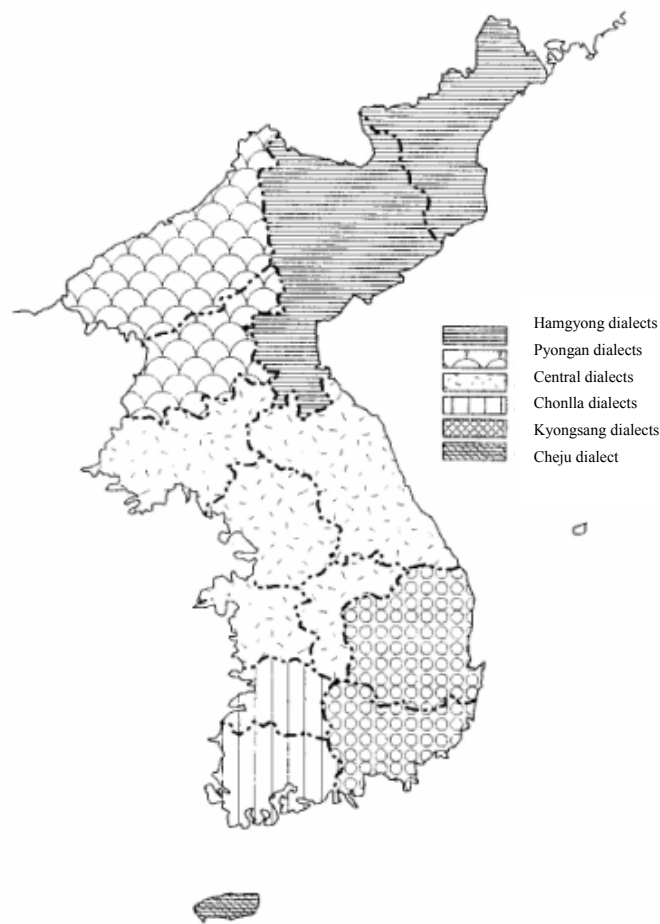 Hamgyong dialects
Pyongan dialects
Central dialects
Chonlla dialects
Kyongsang dialects
Cheju dialect